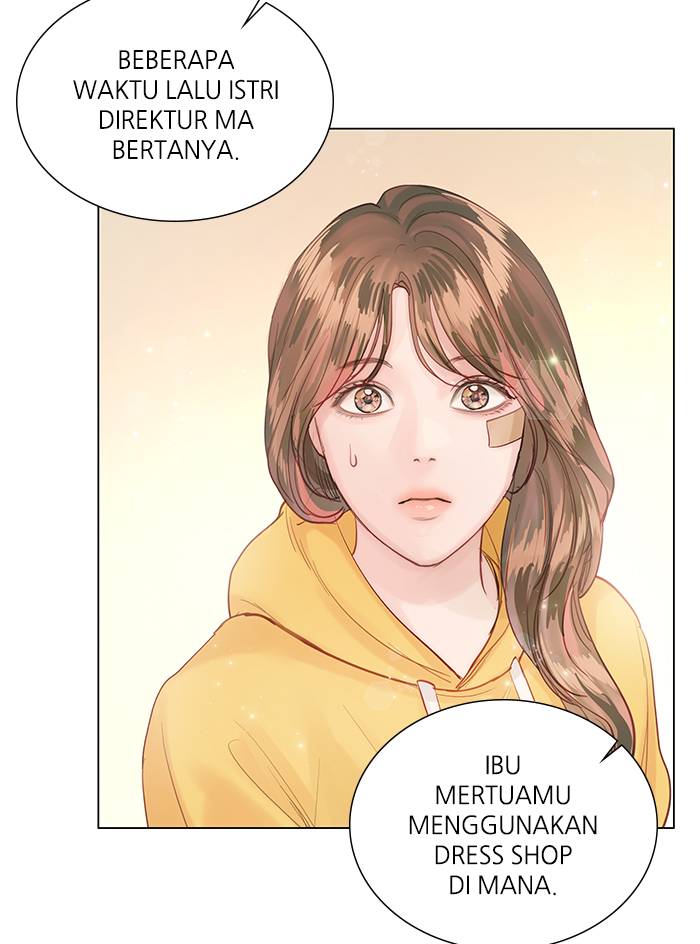 BEBERAPA
WAKTU LALU ISTRI
DIREKTUR MA
BERTANYA.
IBU
MERTUAMU
MENGGUNAKAN
DRESS SHOP
DI MANA.